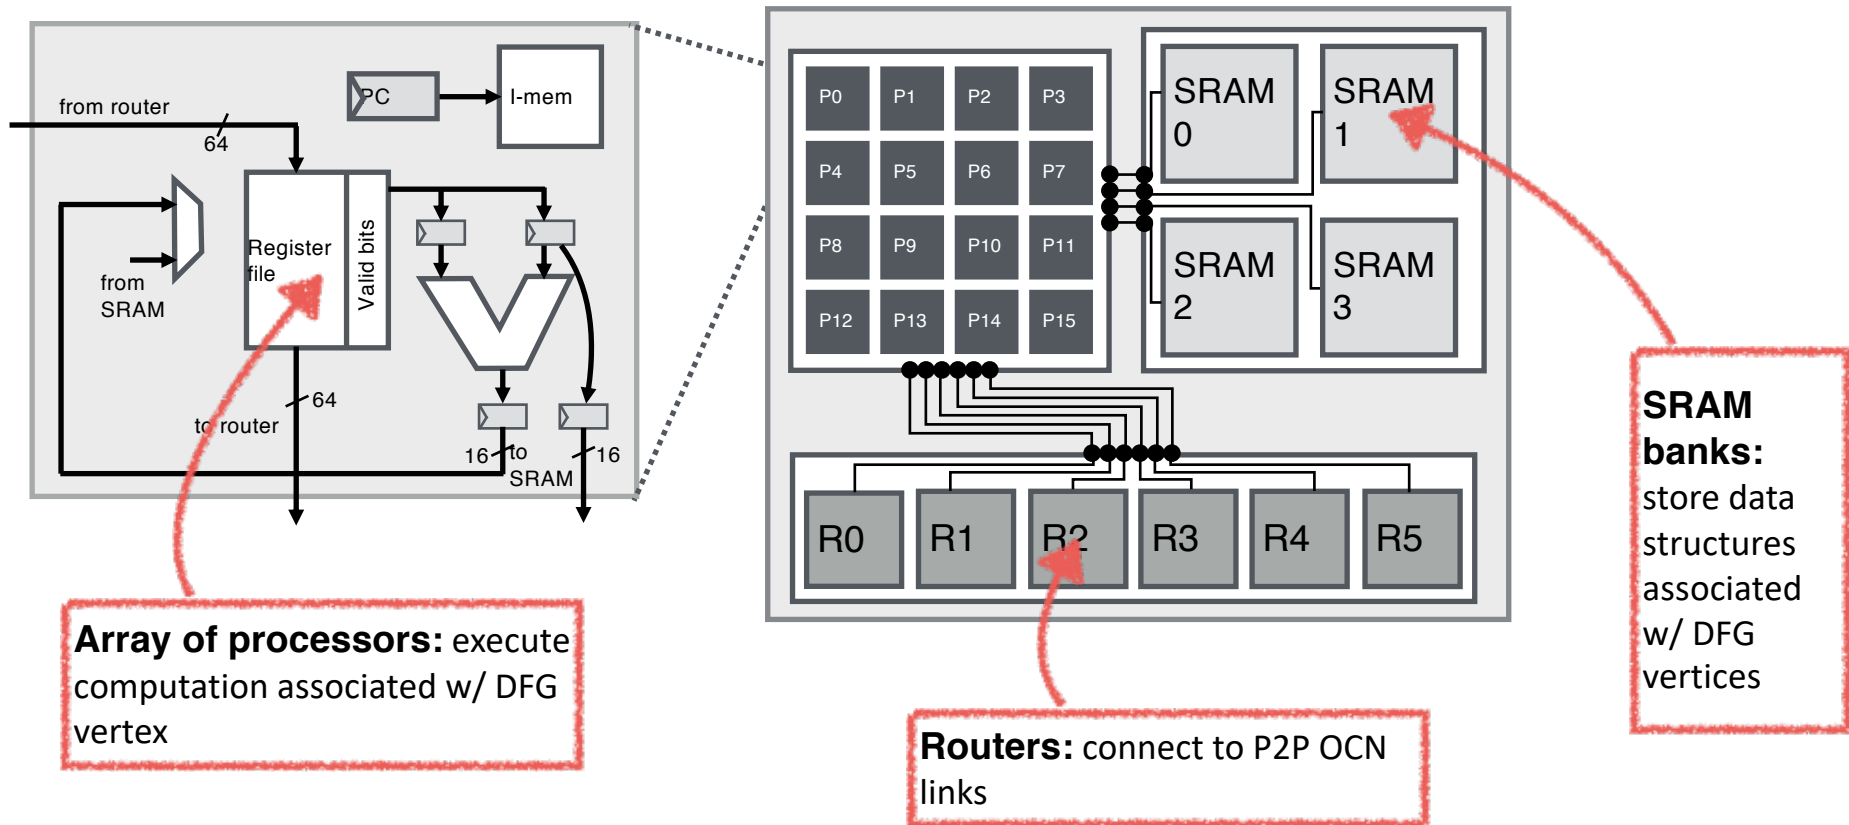 from router
64
PC
I-mem
Register
file
Valid bits
from
SRAM
64
to router
16
to
SRAM
16
P0 P1 P2 P3
P4 P5 P6 P7
P8 P9 P10 P11
P12 P13 P14 P15
SRAM
0
SRAM
1
SRAM
2
SRAM
3
R0 R1 R2 R3 R4 R5
Array of processors: execute
computation associated w/ DFG
vertex
Routers: connect to P2P OCN
links
SRAM
banks:
store data
structures
associated
w/ DFG
vertices